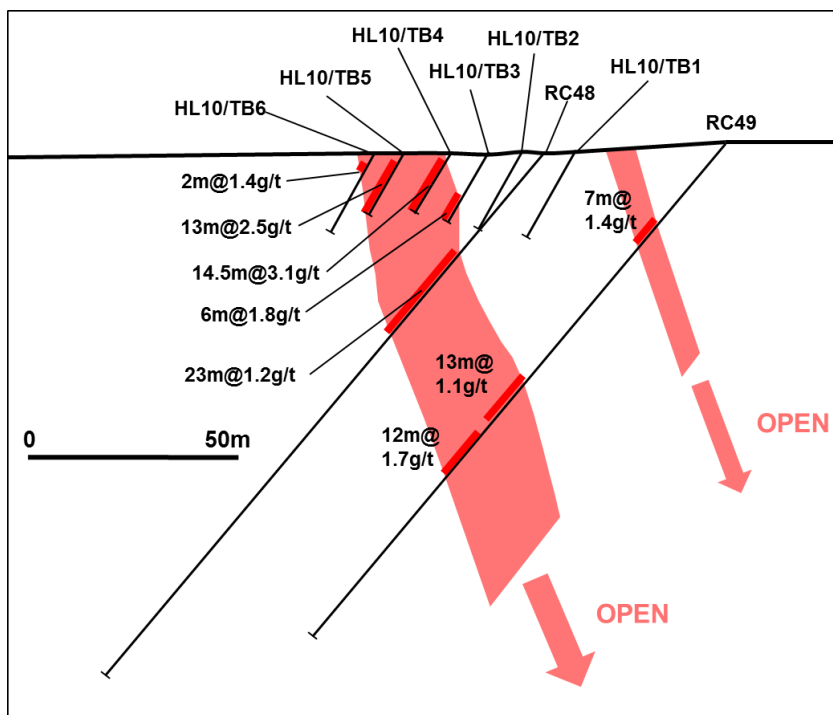 HL10/TB4
HL10/TB2
HL10/TB5
HL10/TB3
HL10/TB1
HL10/TB6
RC48
RC49
2m@1.4g/t
7m@
1.4g/t
13m@2.5g/t
14.5m@3.1g/t
6m@1.8g/t
23m@1.2g/t
13m@
1.1g/t
OPEN
0 50m
12m@
1.7g/t
OPEN